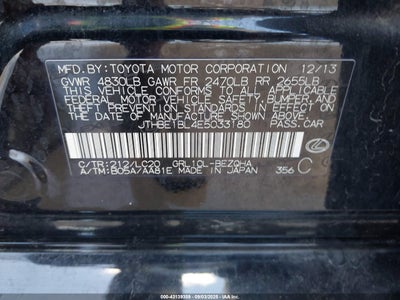 MFD. BY: TOYOTA MOTOR CORPORATION 12/13
GVWR 4830LB GAWR FR 2470LB RR 2655LB
THIS VEHICLE CONFORMS TO ALL APPLICABLE
FEDERAL MOTOR VEHICLE SAFETY, BUMPER, AND
THEFT PREVENTION STANDARDS IN EFFECT ON
THE DATE OF MANUFACTURE SHOWN ABOVE.
JTHBE1BL4E5033180 PASS. CAR
C/TR:212/LC20 GRL10L-BEZQHA
A/TM: B05A/AA81E MADE IN JAPAN 356 C
000-43139389 - 09/03/2025 -